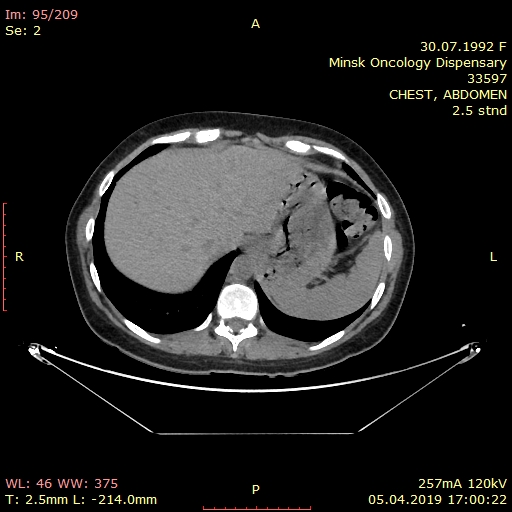 Im: 95/209
Se: 2
A
30.07.1992 F
Minsk Oncology Dispensary
33597
CHEST, ABDOMEN
2.5 stnd
R
L
WL: 46 WW: 375
T: 2.5mm L: -214.0mm
P
257mA 120kV
05.04.2019 17:00:22